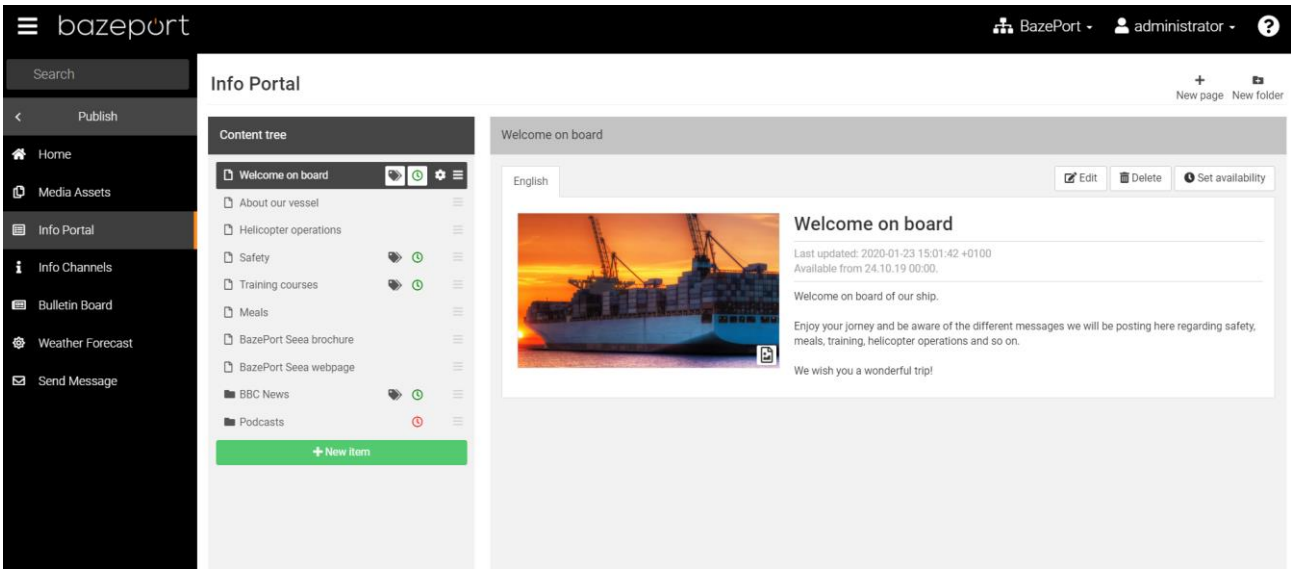 bazeport
BazePort
administrator
?
Search
Publish
Home
Media Assets
Info Portal
Info Channels
Bulletin Board
Weather Forecast
Send Message
Info Portal
New page New folder
Content tree
Welcome on board
About our vessel
Helicopter operations
Safety
Training courses
Meals
BazePort Seea brochure
BazePort Seea webpage
BBC News
Podcasts
+ New item
Welcome on board
English
Edit Delete Set availability
Welcome on board
Last updated: 2020-01-23 15:01:42 +0100
Available from 24.10.19 00:00.
Welcome on board of our ship.
Enjoy your jorney and be aware of the different messages we will be posting here regarding safety,
meals, training, helicopter operations and so on.
We wish you a wonderful trip!